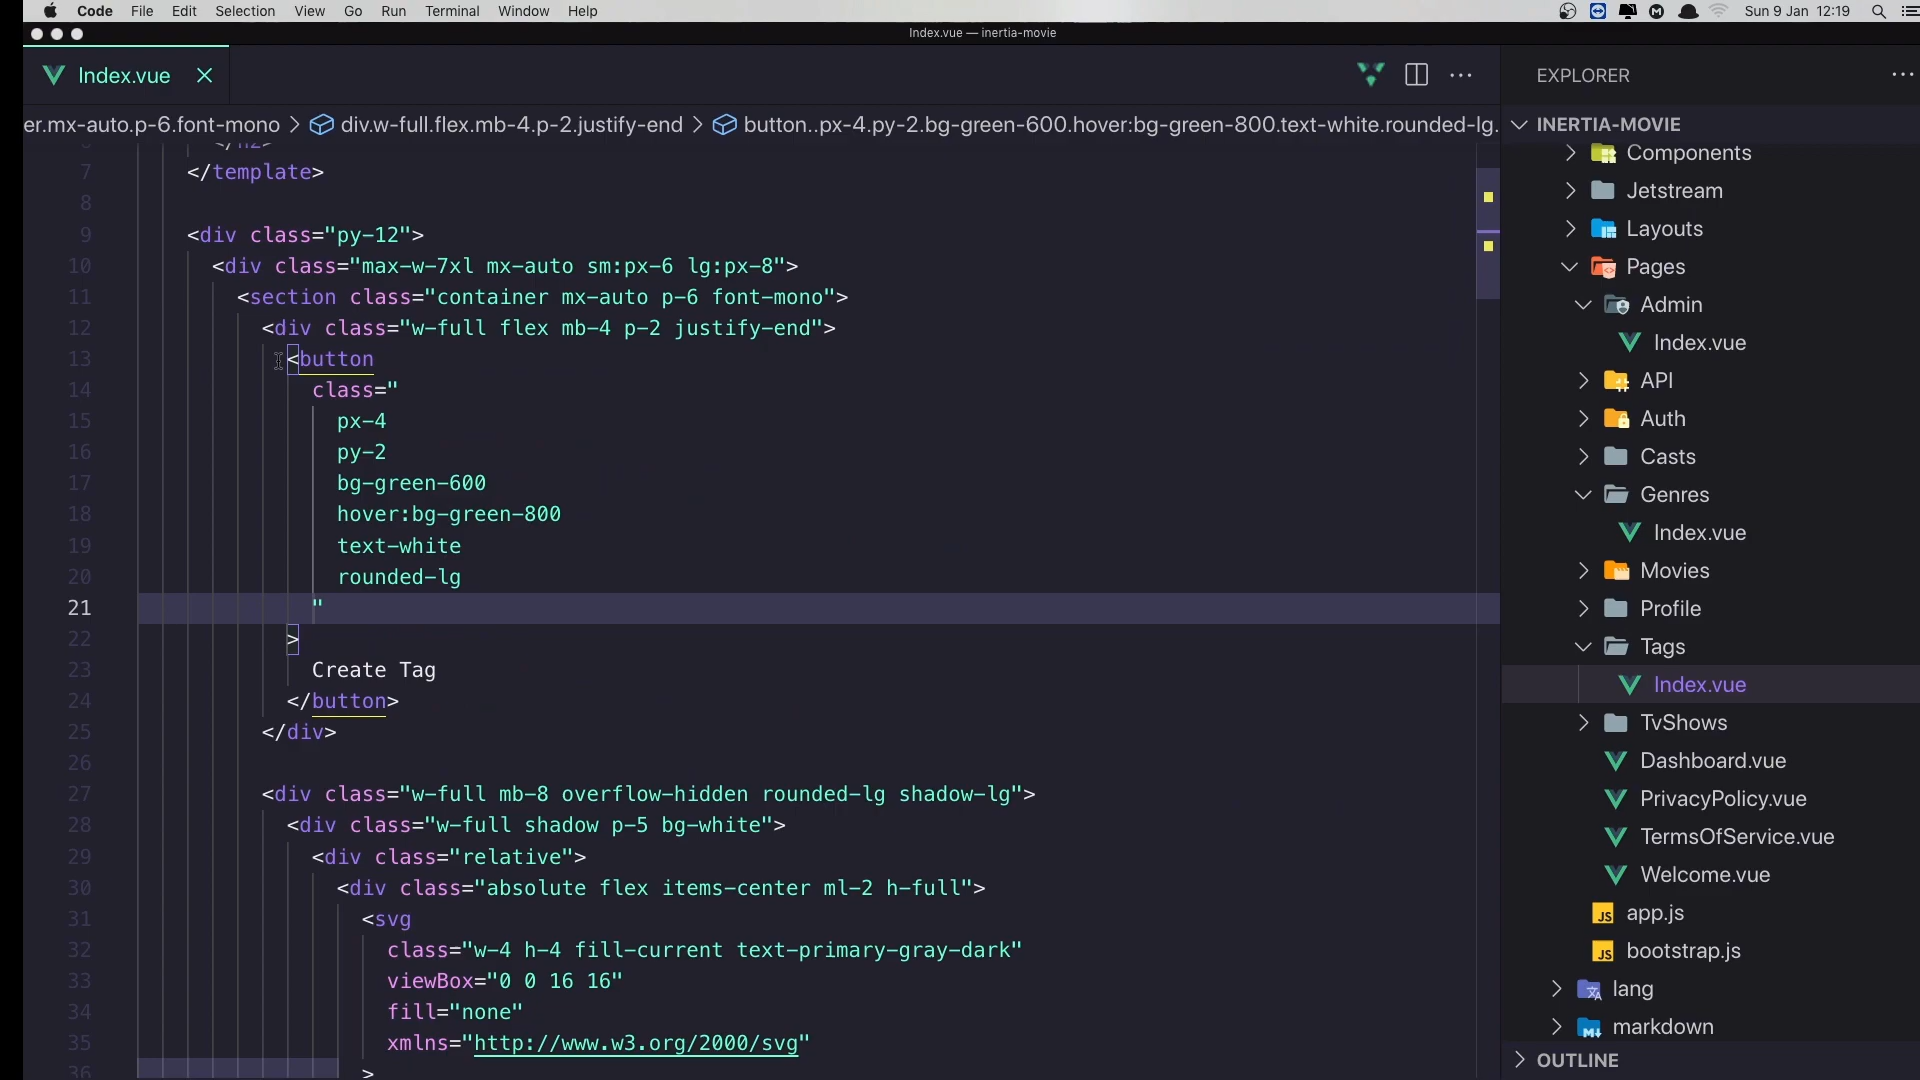 Code File Edit Selection View Go Run Terminal Window Help
Sun 9 Jan 12:19
Index.vue — inertia-movie
Index.vue
er.mx-auto.p-6.font-mono > div.w-full.flex.mb-4.p-2.justify-end > button..px-4.py-2.bg-green-600.hover:bg-green-800.text-white.rounded-lg.
6 </h2>
7 </template>
8
9 <div class="py-12">
10 <div class="max-w-7xl mx-auto sm:px-6 lg:px-8">
11 <section class="container mx-auto p-6 font-mono">
12 <div class="w-full flex mb-4 p-2 justify-end">
13 <button
14 class="
15 px-4
16 py-2
17 bg-green-600
18 hover:bg-green-800
19 text-white
20 rounded-lg
21 "
22 >
23 Create Tag
24 </button>
25 </div>
26
27 <div class="w-full mb-8 overflow-hidden rounded-lg shadow-lg">
28 <div class="w-full shadow p-5 bg-white">
29 <div class="relative">
30 <div class="absolute flex items-center ml-2 h-full">
31 <svg
32 class="w-4 h-4 fill-current text-primary-gray-dark"
33 viewBox="0 0 16 16"
34 fill="none"
35 xmlns="http://www.w3.org/2000/svg"
36 >
EXPLORER
INERTIA-MOVIE
Components
Jetstream
Layouts
Pages
Admin
Index.vue
API
Auth
Casts
Genres
Index.vue
Movies
Profile
Tags
Index.vue
TvShows
Dashboard.vue
PrivacyPolicy.vue
TermsOfService.vue
Welcome.vue
JS app.js
JS bootstrap.js
lang
markdown
OUTLINE